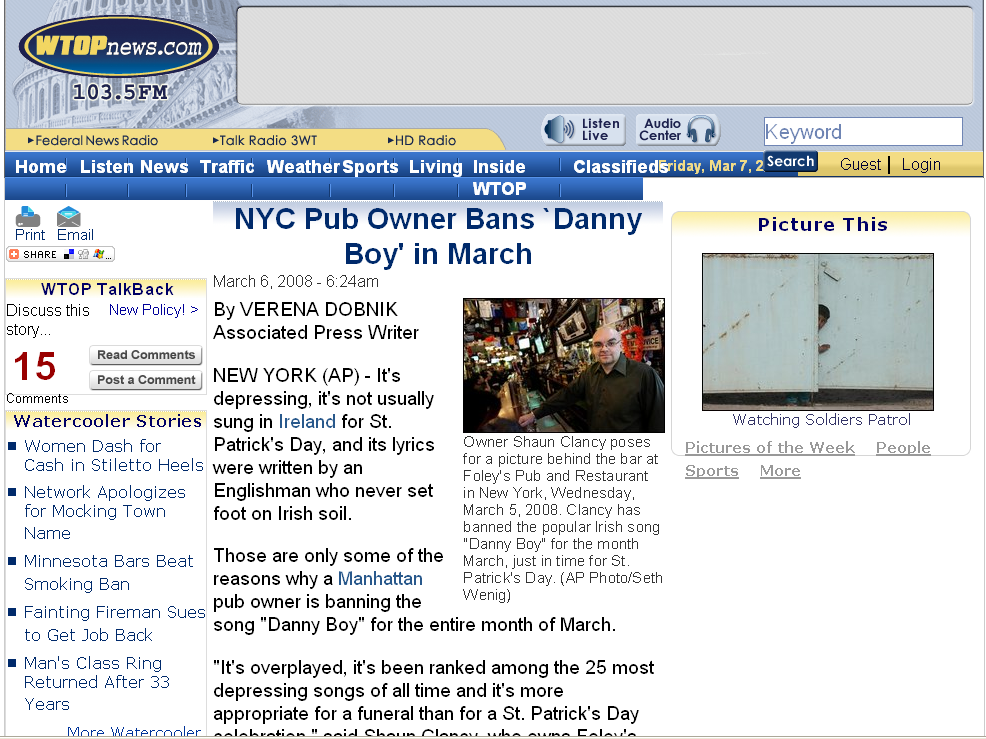 WTOPnews.com
103.5FM
Federal News Radio
Talk Radio 3WT
HD Radio
Listen
Live
Audio
Center
Keyword
Home Listen News Traffic Weather Sports Living Inside
WTOP
Classifieds
Friday, Mar 7, 2
Search
Guest | Login
Print Email
SHARE
WTOP TalkBack
Discuss this
story...
New Policy! >
15
Comments
Read Comments
Post a Comment
Watercooler Stories
Women Dash for
Cash in Stiletto Heels
Network Apologizes
for Mocking Town
Name
Minnesota Bars Beat
Smoking Ban
Fainting Fireman Sues
to Get Job Back
Man's Class Ring
Returned After 33
Years
More Watercooler
NYC Pub Owner Bans `Danny
Boy' in March
March 6, 2008 - 6:24am
By VERENA DOBNIK
Associated Press Writer
NEW YORK (AP) - It's
depressing, it's not usually
sung in Ireland for St.
Patrick's Day, and its lyrics
were written by an
Englishman who never set
foot on Irish soil.
Those are only some of the
reasons why a Manhattan
pub owner is banning the
song "Danny Boy" for the entire month of March.
"It's overplayed, it's been ranked among the 25 most
depressing songs of all time and it's more
appropriate for a funeral than for a St. Patrick's Day
celebration," said Shaun Clancy, who owns Foley's
Owner Shaun Clancy poses
for a picture behind the bar at
Foley's Pub and Restaurant
in New York, Wednesday,
March 5, 2008. Clancy has
banned the popular Irish song
"Danny Boy" for the month
March, just in time for St.
Patrick's Day. (AP Photo/Seth
Wenig)
Picture This
Watching Soldiers Patrol
Pictures of the Week People
Sports More